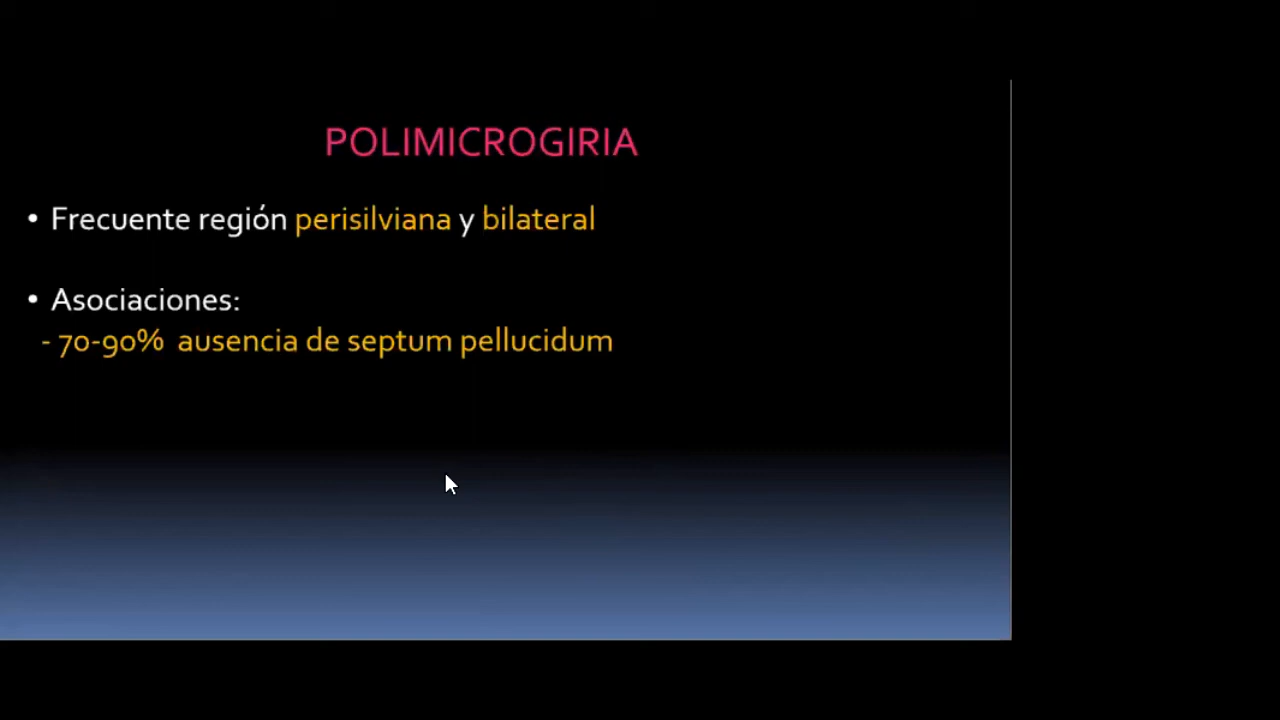 POLIMICROGIRIA
• Frecuente región perisilviana y bilateral
• Asociaciones:
- 70-90% ausencia de septum pellucidum